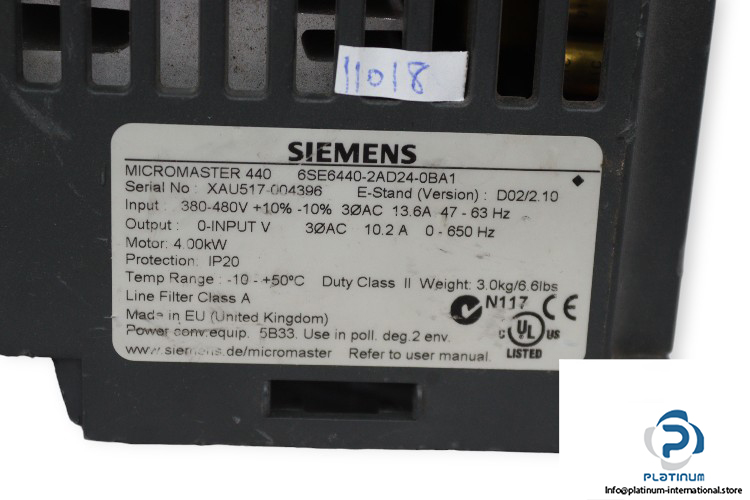 11018
SIEMENS
MICROMASTER 440 6SE6440-2AD24-0BA1
Serial No : XAU517-004396 E-Stand (Version) : D02/2.10
Input : 380-480V +10% -10% 3ØAC 13.6A 47 - 63 Hz
Output : 0-INPUT V 3ØAC 10.2 A 0 - 650 Hz
Motor: 4.00kW
Protection: IP20
Temp Range : -10 - +50ºC Duty Class II Weight: 3.0kg/6.6lbs
Line Filter Class A
N117 CE
Made in EU (United Kingdom)
Power conv.equip. 5B33. Use in poll. deg.2 env.
C UL US
www.siemens.de/micromaster Refer to user manual.
LISTED
PLATINUM
Info@platinum-international.store